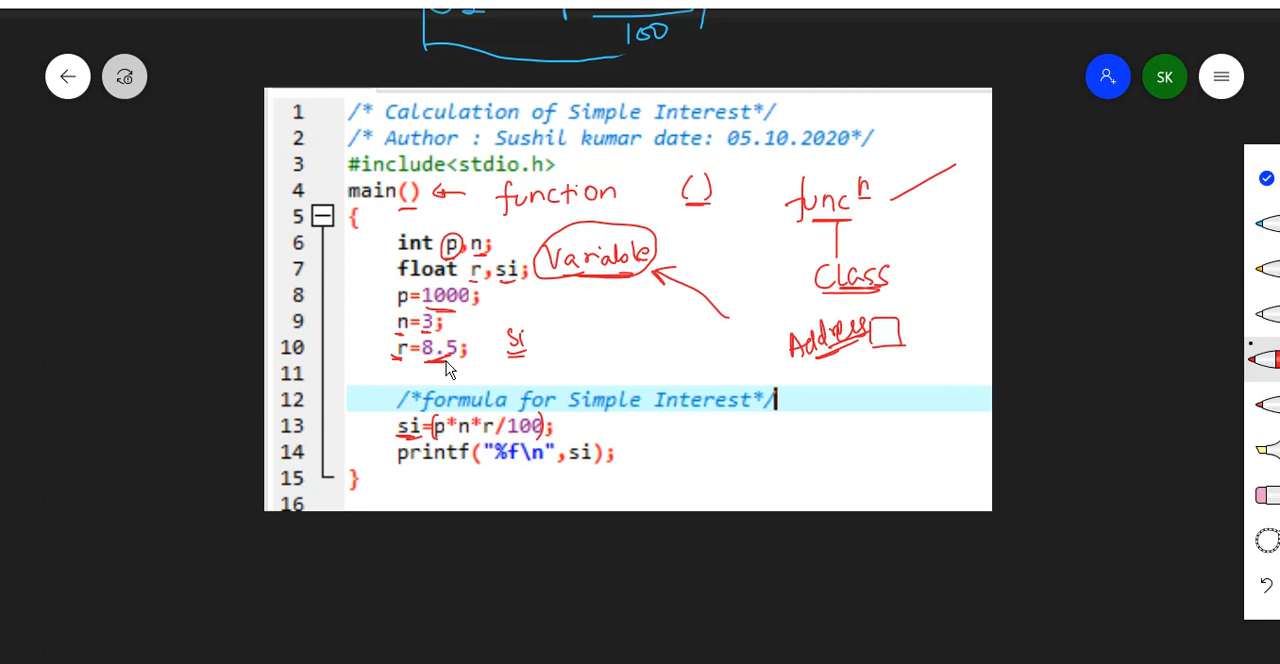 100
SK
1 /* Calculation of Simple Interest*/
2 /* Author : Sushil kumar date: 05.10.2020*/
3 #include<stdio.h>
4 main() ← function () funcⁿ
5 {
6 int p,n;
7 float r,si; Variable Class
8 p=1000;
9 n=3; Address
10 r=8.5; si
11
12 /*formula for Simple Interest*/
13 si=(p*n*r/100);
14 printf("%f\n",si);
15 }
16